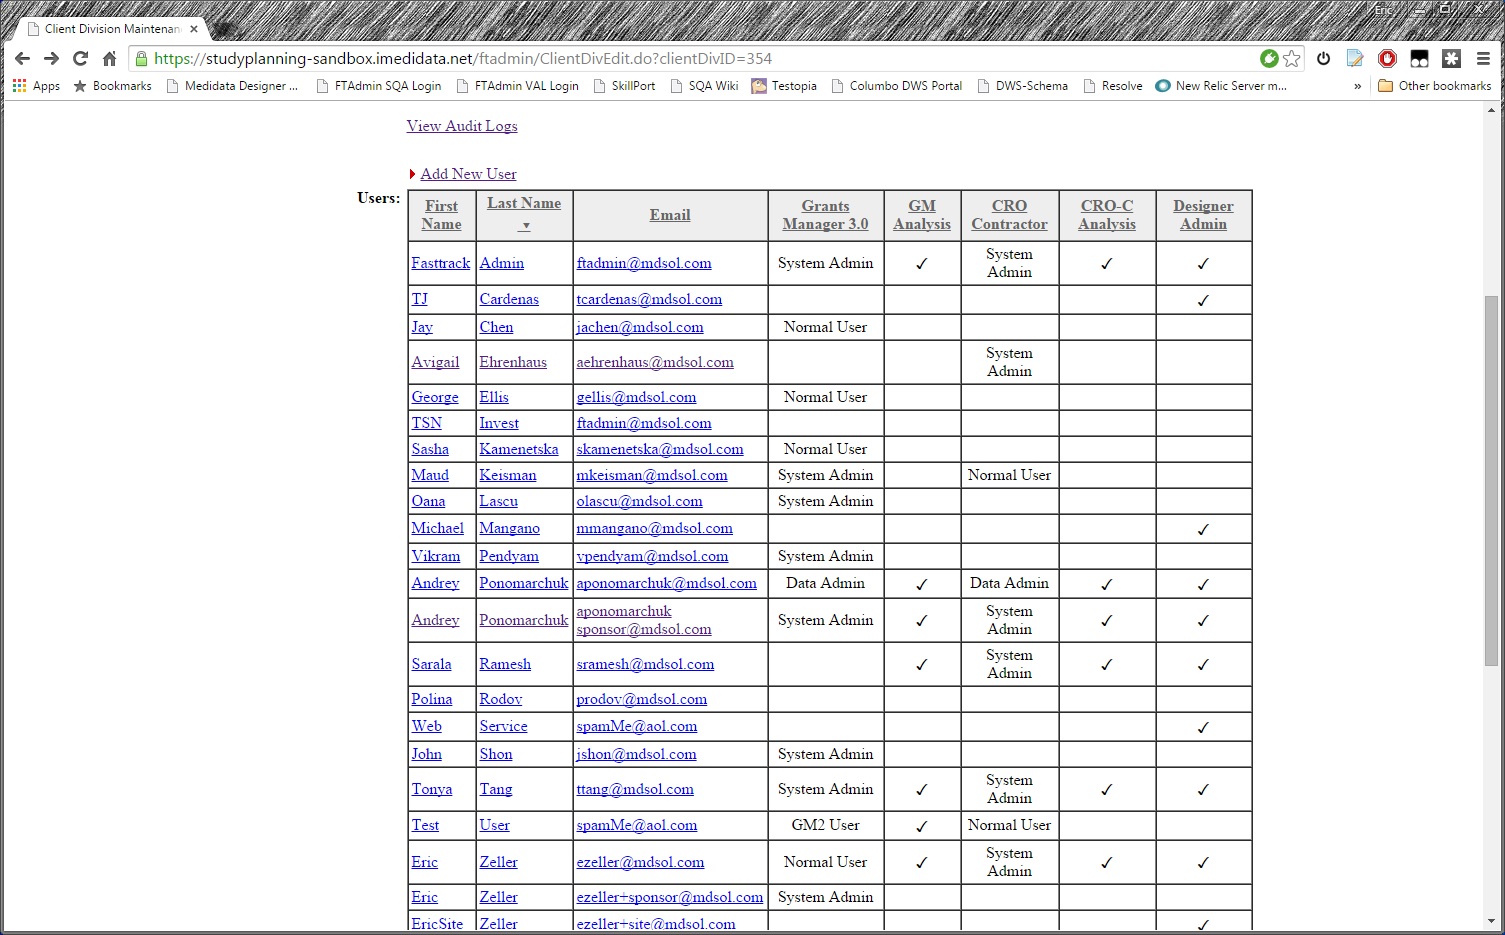 Eric
Client Division Maintenan
https://studyplanning-sandbox.imedidata.net/ftadmin/ClientDivEdit.do?clientDivID=354
Apps Bookmarks Medidata Designer ... FTAdmin SQA Login FTAdmin VAL Login SkillPort SQA Wiki Testopia Columbo DWS Portal DWS-Schema Resolve New Relic Server m... » Other bookmarks
View Audit Logs
Add New User
Users:
First Name Last Name ▼ Email Grants Manager 3.0 GM Analysis CRO Contractor CRO-C Analysis Designer Admin
Fasttrack Admin ftadmin@mdsol.com System Admin ✓ System Admin ✓ ✓
TJ Cardenas tcardenas@mdsol.com ✓
Jay Chen jachen@mdsol.com Normal User
Avigail Ehrenhaus aehrenhaus@mdsol.com System Admin
George Ellis gellis@mdsol.com Normal User
TSN Invest ftadmin@mdsol.com
Sasha Kamenetska skamenetska@mdsol.com Normal User
Maud Keisman mkeisman@mdsol.com System Admin Normal User
Oana Lascu olascu@mdsol.com System Admin
Michael Mangano mmangano@mdsol.com ✓
Vikram Pendyam vpendyam@mdsol.com System Admin
Andrey Ponomarchuk aponomarchuk@mdsol.com Data Admin ✓ Data Admin ✓ ✓
Andrey Ponomarchuk aponomarchuk sponsor@mdsol.com System Admin ✓ System Admin ✓ ✓
Sarala Ramesh sramesh@mdsol.com ✓ System Admin ✓ ✓
Polina Rodov prodov@mdsol.com
Web Service spamMe@aol.com ✓
John Shon jshon@mdsol.com System Admin
Tonya Tang ttang@mdsol.com System Admin ✓ System Admin ✓ ✓
Test User spamMe@aol.com GM2 User ✓ Normal User
Eric Zeller ezeller@mdsol.com Normal User ✓ System Admin ✓ ✓
Eric Zeller ezeller+sponsor@mdsol.com System Admin
EricSite Zeller ezeller+site@mdsol.com ✓